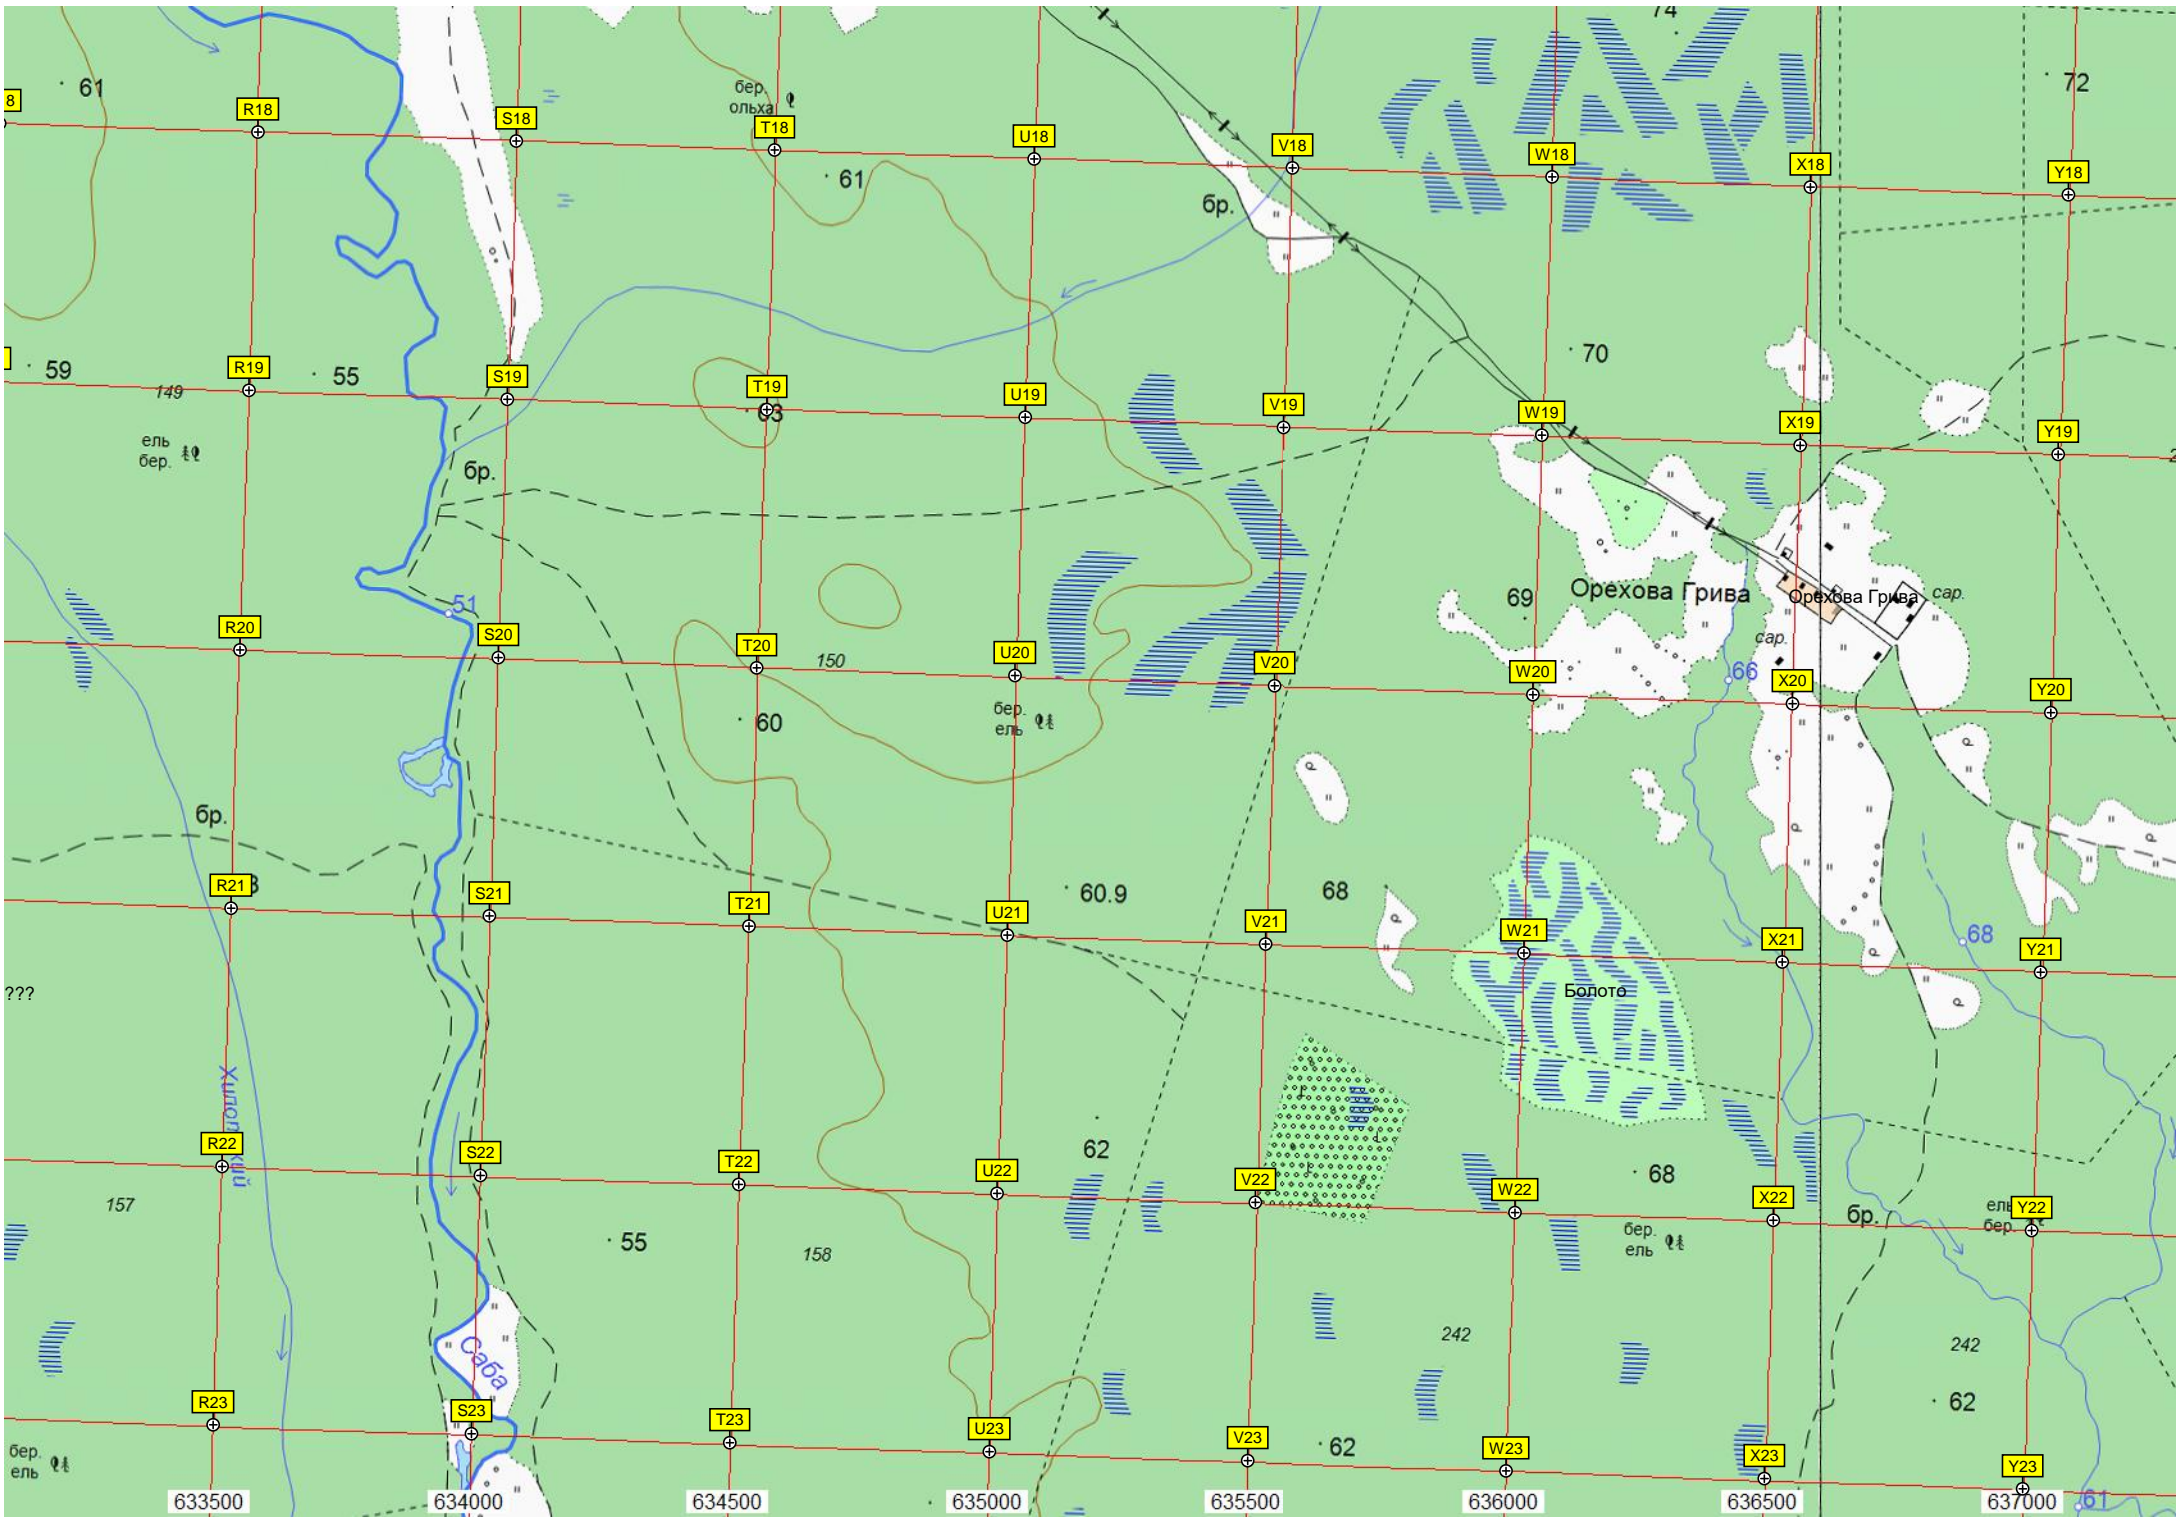 74
61
72
8
R18
S18
бер.
ольха
T18
U18
V18
W18
X18
Y18
61
бр.
59
149
R19
55
S19
T19
63
U19
V19
70
W19
X19
Y19
ель
бер.
бр.
51
69
Орехова Грива
Орехова Грива
сар.
сар.
R20
S20
T20
150
U20
V20
W20
66
X20
Y20
60
бер.
ель
бр.
R21
S21
T21
U21
60.9
V21
68
W21
X21
68
Y21
???
Болото
R22
S22
T22
U22
62
V22
W22
68
X22
ель
бер.
Y22
157
55
158
бер.
ель
бр.
242
242
Саба
R23
S23
T23
U23
V23
62
W23
X23
62
Y23
бер.
ель
633500
634000
634500
635000
635500
636000
636500
637000
61